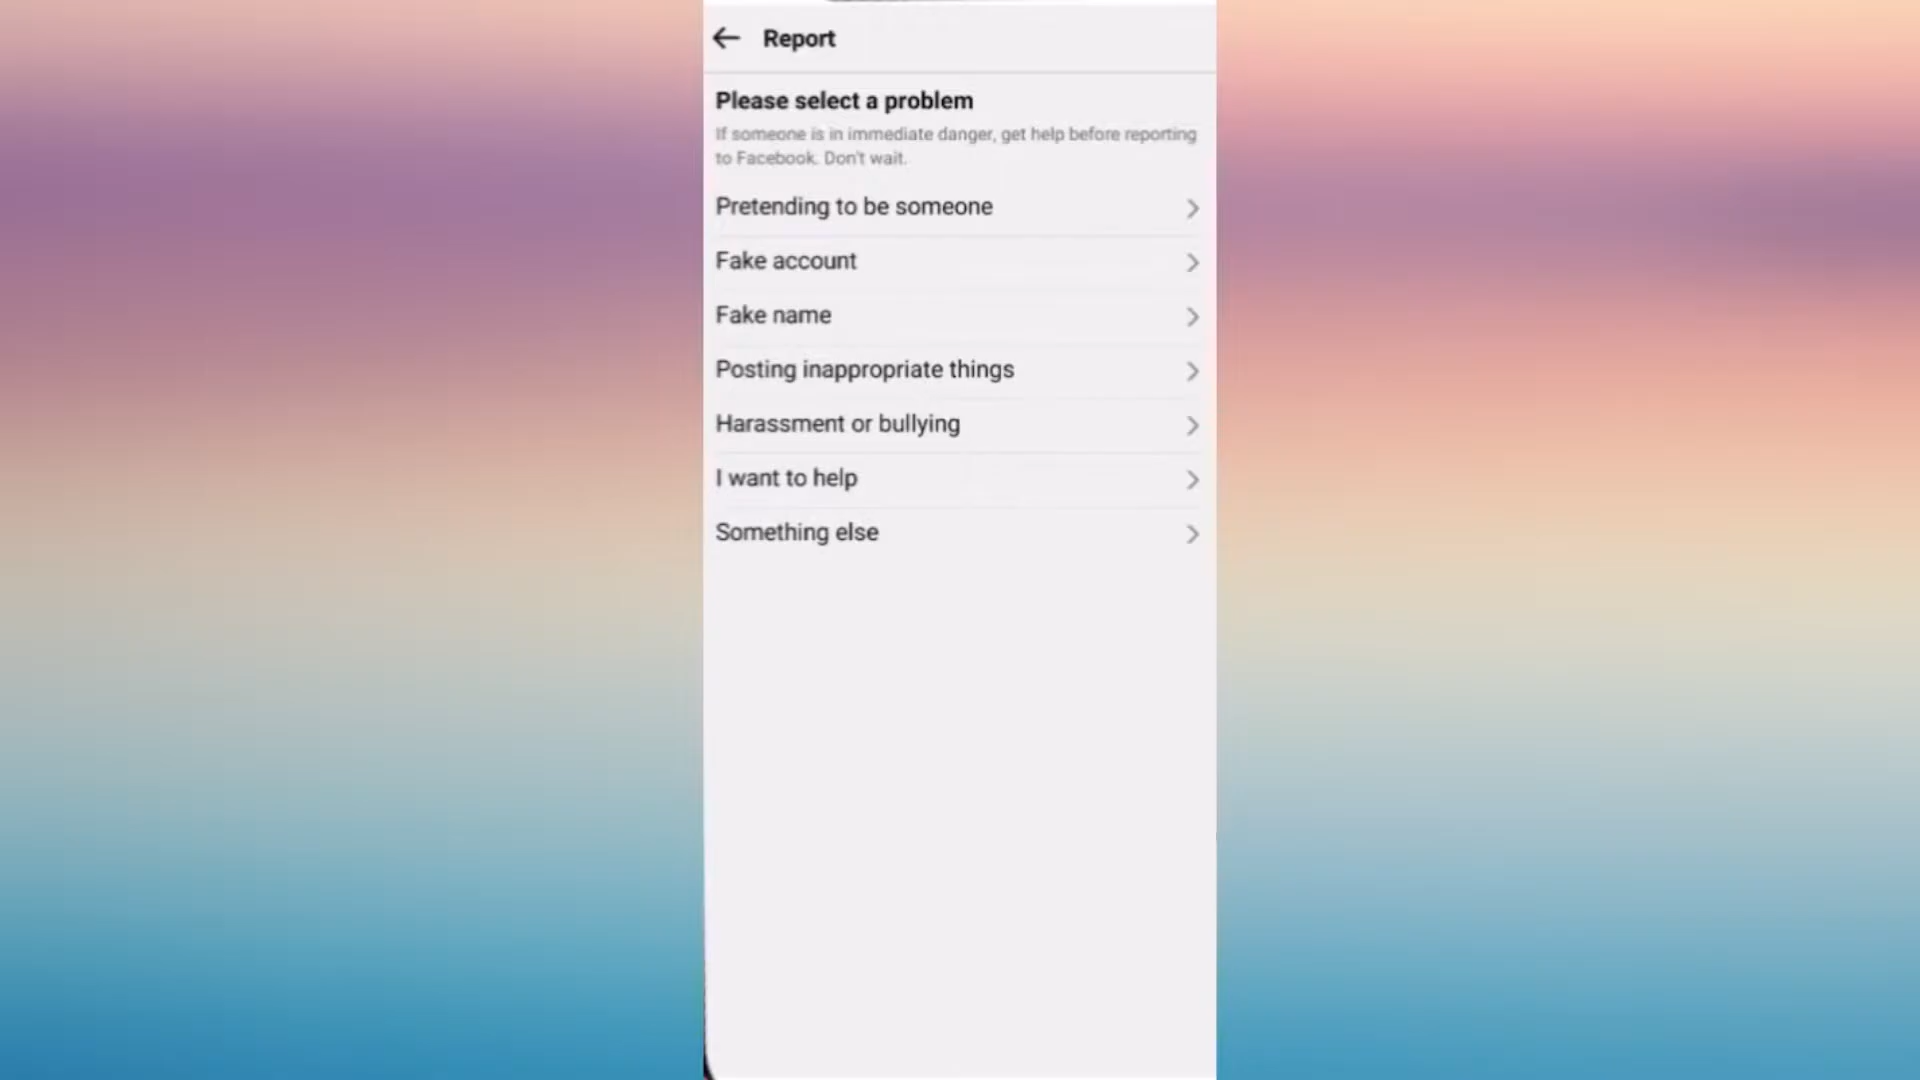 Report
Please select a problem
If someone is in immediate danger, get help before reporting
to Facebook. Don't wait.
Pretending to be someone
Fake account
Fake name
Posting inappropriate things
Harassment or bullying
I want to help
Something else